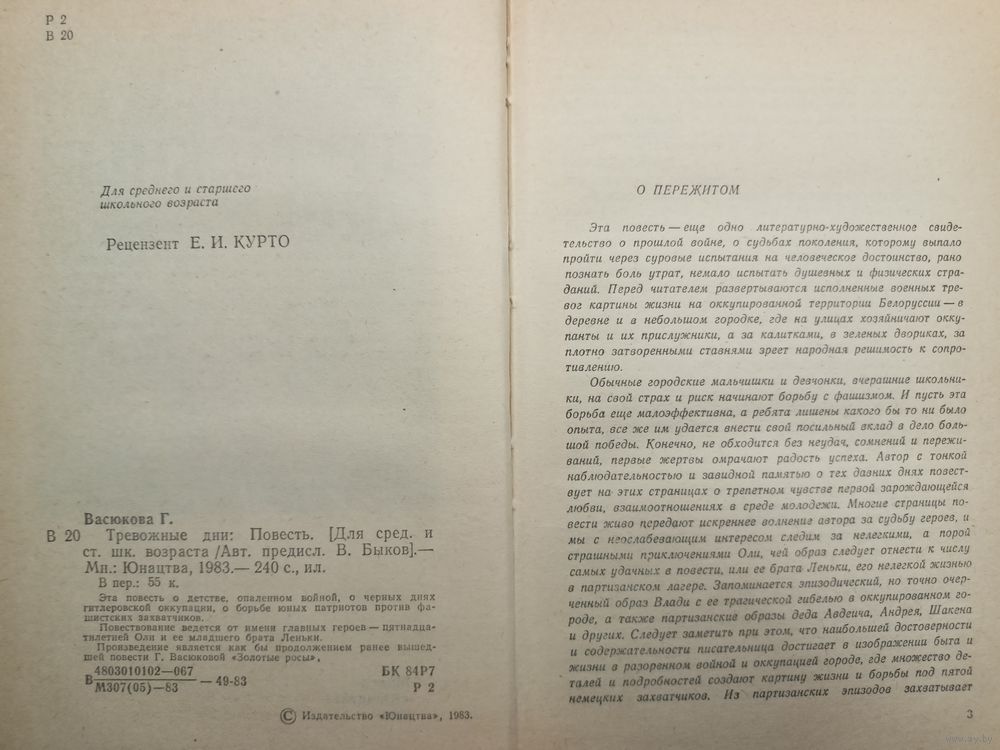 Р 2
В 20
Для среднего и старшего
школьного возраста
Рецензент Е. И. КУРТО
Васюкова Г.
В 20 Тревожные дни: Повесть. [Для сред. и
ст. шк. возраста /Авт. предисл. В. Быков].—
Мн.: Юнацтва, 1983.— 240 с., ил.
В пер.: 55 к.
Эта повесть о детстве, опаленном войной, о черных днях
гитлеровской оккупации, о борьбе юных патриотов против фа-
шистских захватчиков.
Повествование ведется от имени главных героев — пятнадца-
тилетней Оли и ее младшего брата Леньки.
Произведение является как бы продолжением ранее вышед-
шей повести Г. Васюковой «Золотые росы»,
В 4803010102—067 — 49-83 БК 84Р7
М307(05)—83 Р 2
© Издательство «Юнацтва», 1983.
О ПЕРЕЖИТОМ
Эта повесть — еще одно литературно-художественное свиде-
тельство о прошлой войне, о судьбах поколения, которому выпало
пройти через суровые испытания на человеческое достоинство, рано
познать боль утрат, немало испытать душевных и физических стра-
даний. Перед читателем развертываются исполненные военных тре-
вог картины жизни на оккупированной территории Белоруссии — в
деревне и в небольшом городке, где на улицах хозяйничают окку-
панты и их прислужники, а за калитками, в зеленых двориках, за
плотно затворенными ставнями зреет народная решимость к сопро-
тивлению.
Обычные городские мальчишки и девчонки, вчерашние школьни-
ки, на свой страх и риск начинают борьбу с фашизмом. И пусть эта
борьба еще малоэффективна, а ребята лишены какого бы то ни было
опыта, все же им удается внести свой посильный вклад в дело боль-
шой победы. Конечно, не обходится без неудач, сомнений и пережи-
ваний, первые жертвы омрачают радость успеха. Автор с тонкой
наблюдательностью и завидной памятью о тех давних днях повест-
вует на этих страницах о трепетном чувстве первой зарождающейся
любви, взаимоотношениях в среде молодежи. Многие страницы по-
вести живо передают искреннее волнение автора за судьбу героев, и
мы с неослабевающим интересом следим за нелегкими, а порой
страшными приключениями Оли, чей образ следует отнести к числу
самых удачных в повести, или ее брата Леньки, его нелегкой жизнью
в партизанском лагере. Запоминается эпизодический, но точно очер-
ченный образ Влади с ее трагической гибелью в оккупированном го-
роде, а также партизанские образы деда Авдеича, Андрея, Шакена
и других. Следует заметить при этом, что наибольшей достоверности
и содержательности писательница достигает в изображении быта и
жизни в разоренном войной и оккупацией городе, где множество де-
талей и подробностей создают картину жизни и борьбы под пятой
немецких захватчиков. Из партизанских эпизодов захватывает
3
www.ay.by